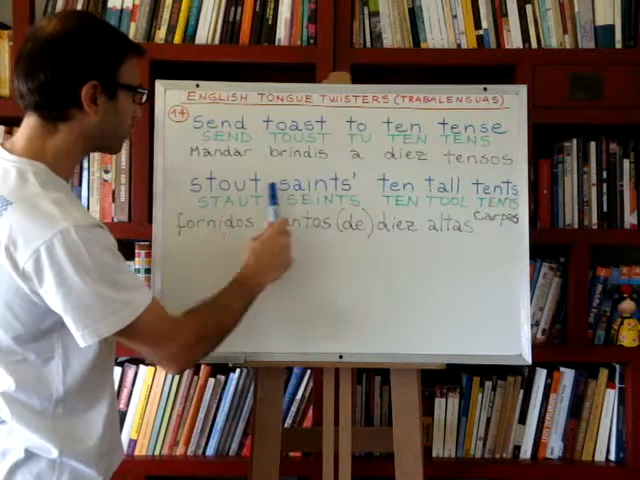 ENGLISH TONGUE TWISTERS (TRABALENGUAS)
14 Send toast to ten tense
SEND TOUST TU TEN TENS
Mandar brindis a diez tensos
stout saints' ten tall tents
STAUT SEINTS TEN TOOL TENTS
fornidos santos (de) diez altas carpas